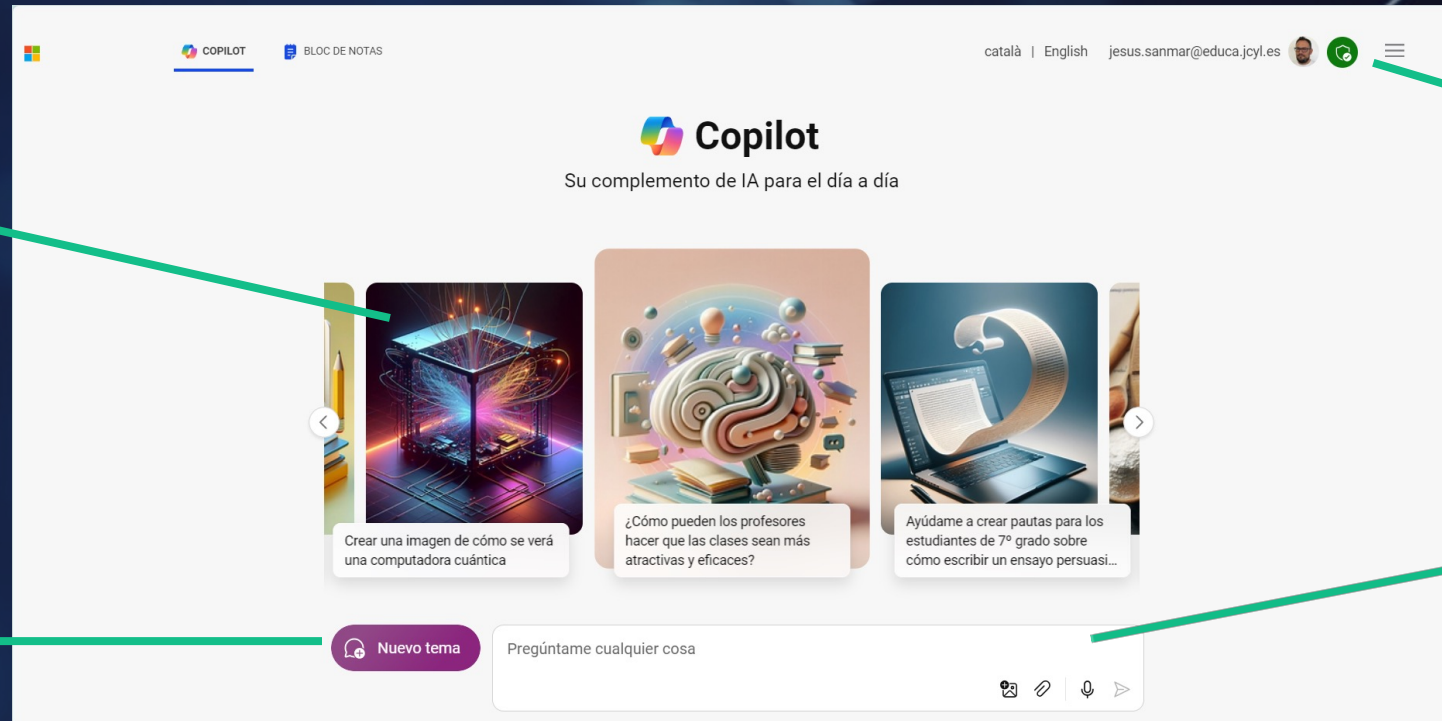 COPILOT
BLOC DE NOTAS
català | English
jesus.sanmar@educa.jcyl.es
Copilot
Su complemento de IA para el día a día
Crear una imagen de cómo se verá
una computadora cuántica
¿Cómo pueden los profesores
hacer que las clases sean más
atractivas y eficaces?
Ayúdame a crear pautas para los
estudiantes de 7º grado sobre
cómo escribir un ensayo persuasi...
Nuevo tema
Pregúntame cualquier cosa